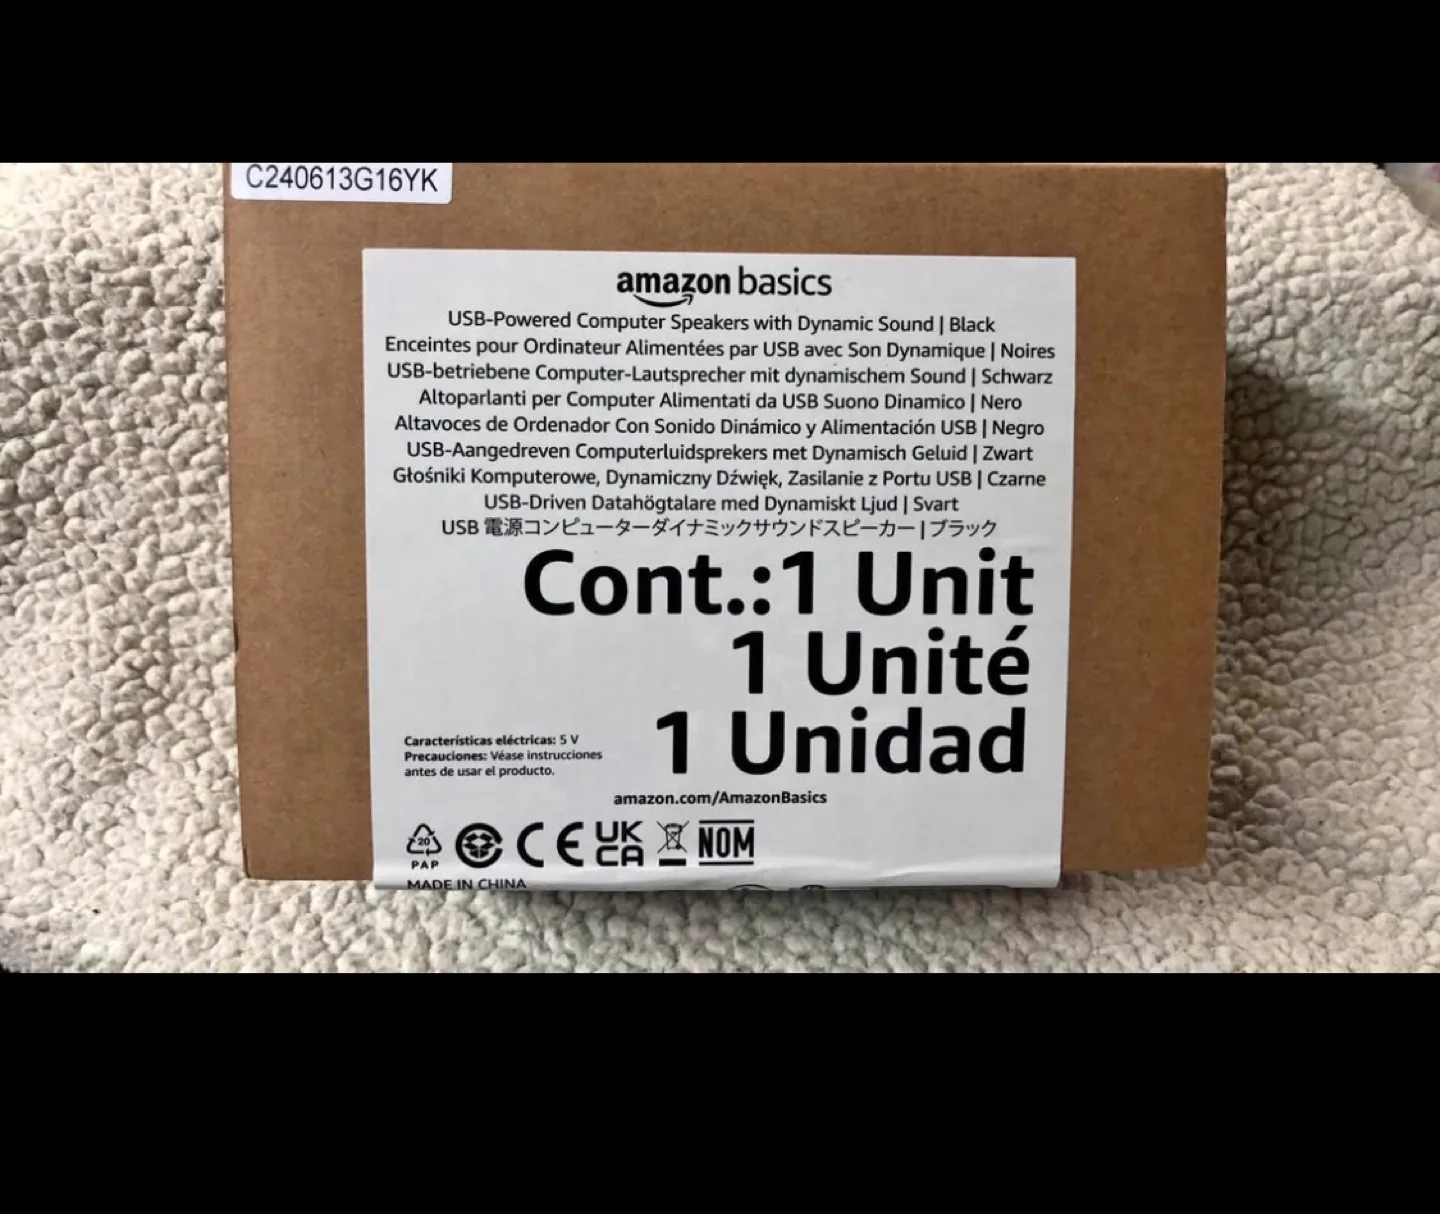 C240613G16YK
amazon basics
USB-Powered Computer Speakers with Dynamic Sound | Black
Enceintes pour Ordinateur Alimentées par USB avec Son Dynamique | Noires
USB-betriebene Computer-Lautsprecher mit dynamischem Sound | Schwarz
Altoparlanti per Computer Alimentati da USB Suono Dinamico | Nero
Altavoces de Ordenador Con Sonido Dinámico y Alimentación USB | Negro
USB-Aangedreven Computerluidsprekers met Dynamisch Geluid | Zwart
Głośniki Komputerowe, Dynamiczny Dźwięk, Zasilanie z Portu USB | Czarne
USB-Driven Datahögtalare med Dynamiskt Ljud | Svart
USB 電源コンピューターダイナミックサウンドスピーカー | ブラック
Cont.:1 Unit
1 Unité
1 Unidad
Características eléctricas: 5 V
Precauciones: Véase instrucciones
antes de usar el producto.
amazon.com/AmazonBasics
20
PAP
CE
UK
CA
NOM
MADE IN CHINA